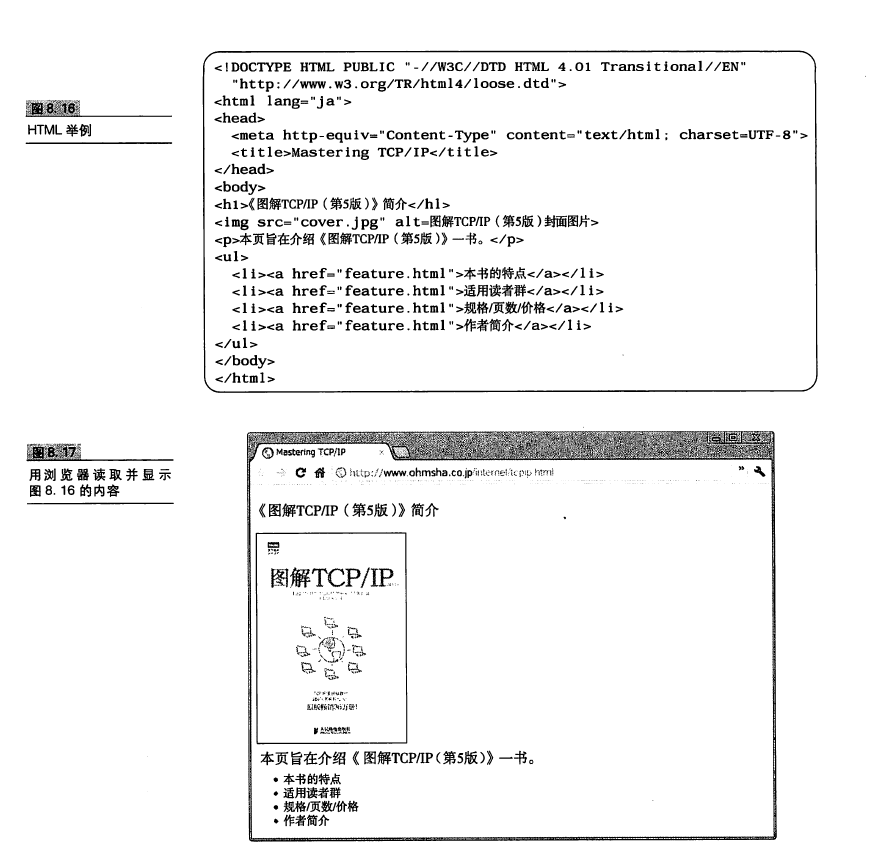 图 8.16
HTML 举例
<!DOCTYPE HTML PUBLIC "-//W3C//DTD HTML 4.01 Transitional//EN"
"http://www.w3.org/TR/html4/loose.dtd">
<html lang="ja">
<head>
<meta http-equiv="Content-Type" content="text/html; charset=UTF-8">
<title>Mastering TCP/IP</title>
</head>
<body>
<h1>《图解TCP/IP（第5版）》简介</h1>
<img src="cover.jpg" alt=图解TCP/IP（第5版）封面图片>
<p>本页旨在介绍《图解TCP/IP（第5版）》一书。</p>
<ul>
<li><a href="feature.html">本书的特点</a></li>
<li><a href="feature.html">适用读者群</a></li>
<li><a href="feature.html">规格/页数/价格</a></li>
<li><a href="feature.html">作者简介</a></li>
</ul>
</body>
</html>
图 8.17
用浏览器读取并显示
图 8.16 的内容
Mastering TCP/IP ×
http://www.ohmsha.co.jp/internet/tcpip.html
《图解TCP/IP（第5版）》简介
图解TCP/IP
本页旨在介绍《图解TCP/IP（第5版）》一书。
• 本书的特点
• 适用读者群
• 规格/页数/价格
• 作者简介